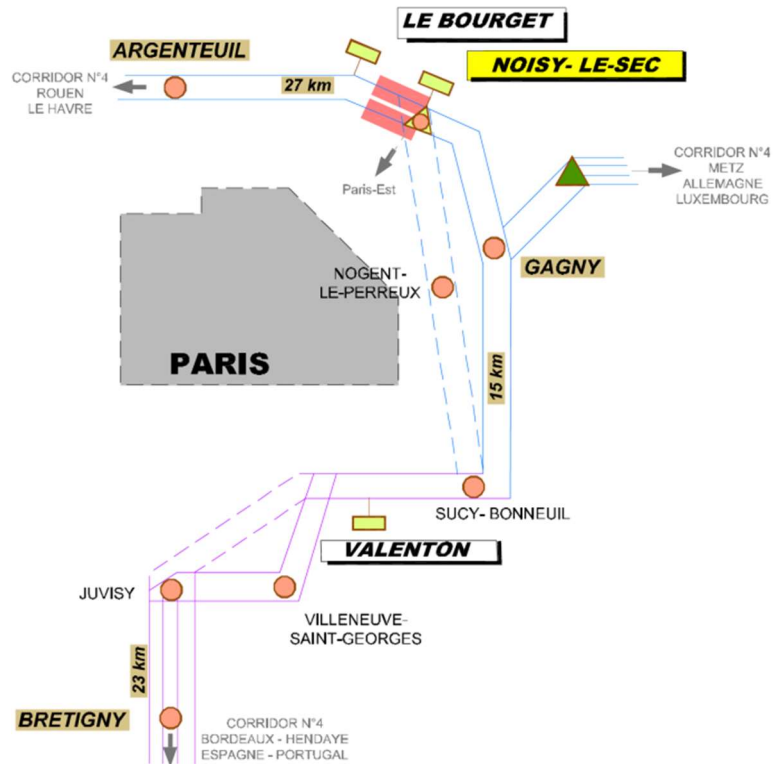 LE BOURGET
ARGENTEUIL
NOISY- LE-SEC
CORRIDOR N°4
ROUEN
LE HAVRE
27 km
CORRIDOR N°4
METZ
ALLEMAGNE
LUXEMBOURG
Paris-Est
GAGNY
NOGENT-
LE-PERREUX
PARIS
15 km
SUCY- BONNEUIL
VALENTON
JUVISY
VILLENEUVE-
SAINT-GEORGES
23 km
BRETIGNY
CORRIDOR N°4
BORDEAUX - HENDAYE
ESPAGNE - PORTUGAL